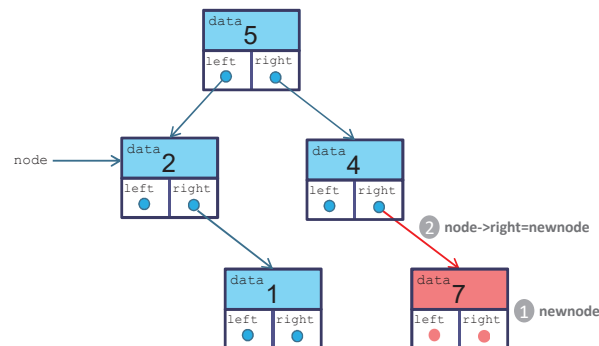 data
5
left right
data
2
left right
node
data
4
left right
2 node->right=newnode
data
1
left right
data
7
left right
1 newnode